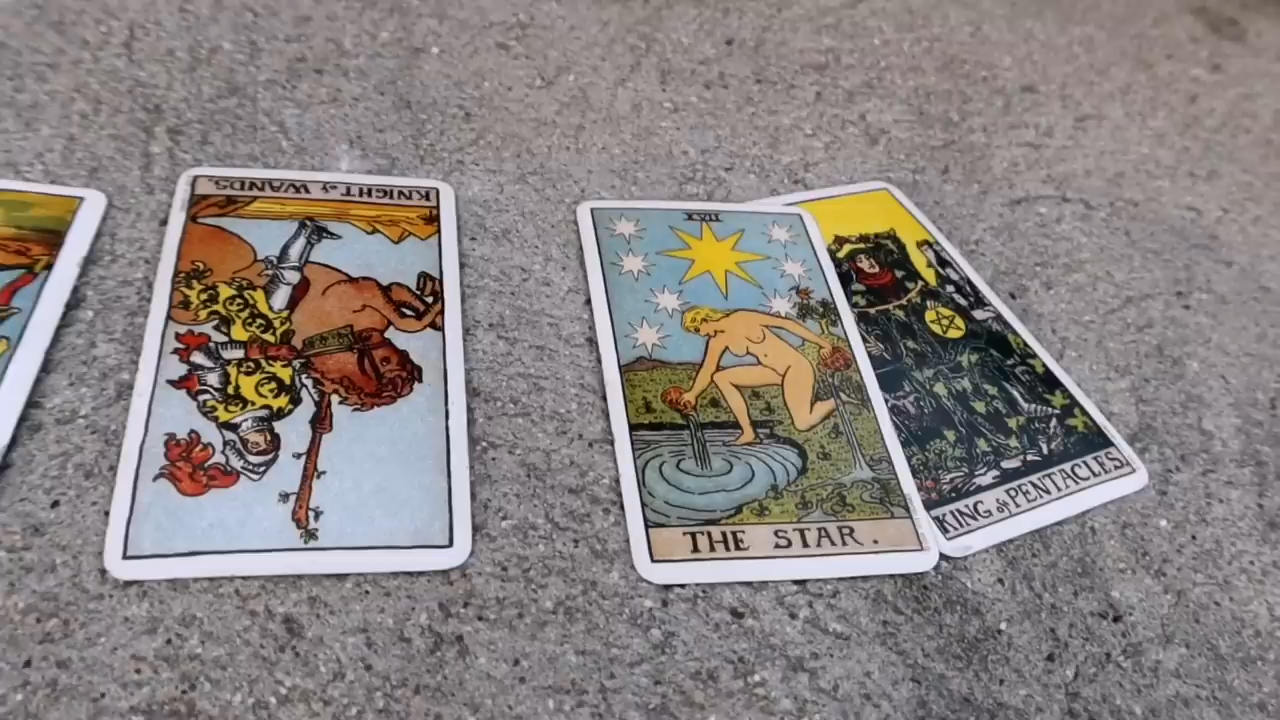 KNIGHT of WANDS.
XVII
THE STAR.
KING of PENTACLES.